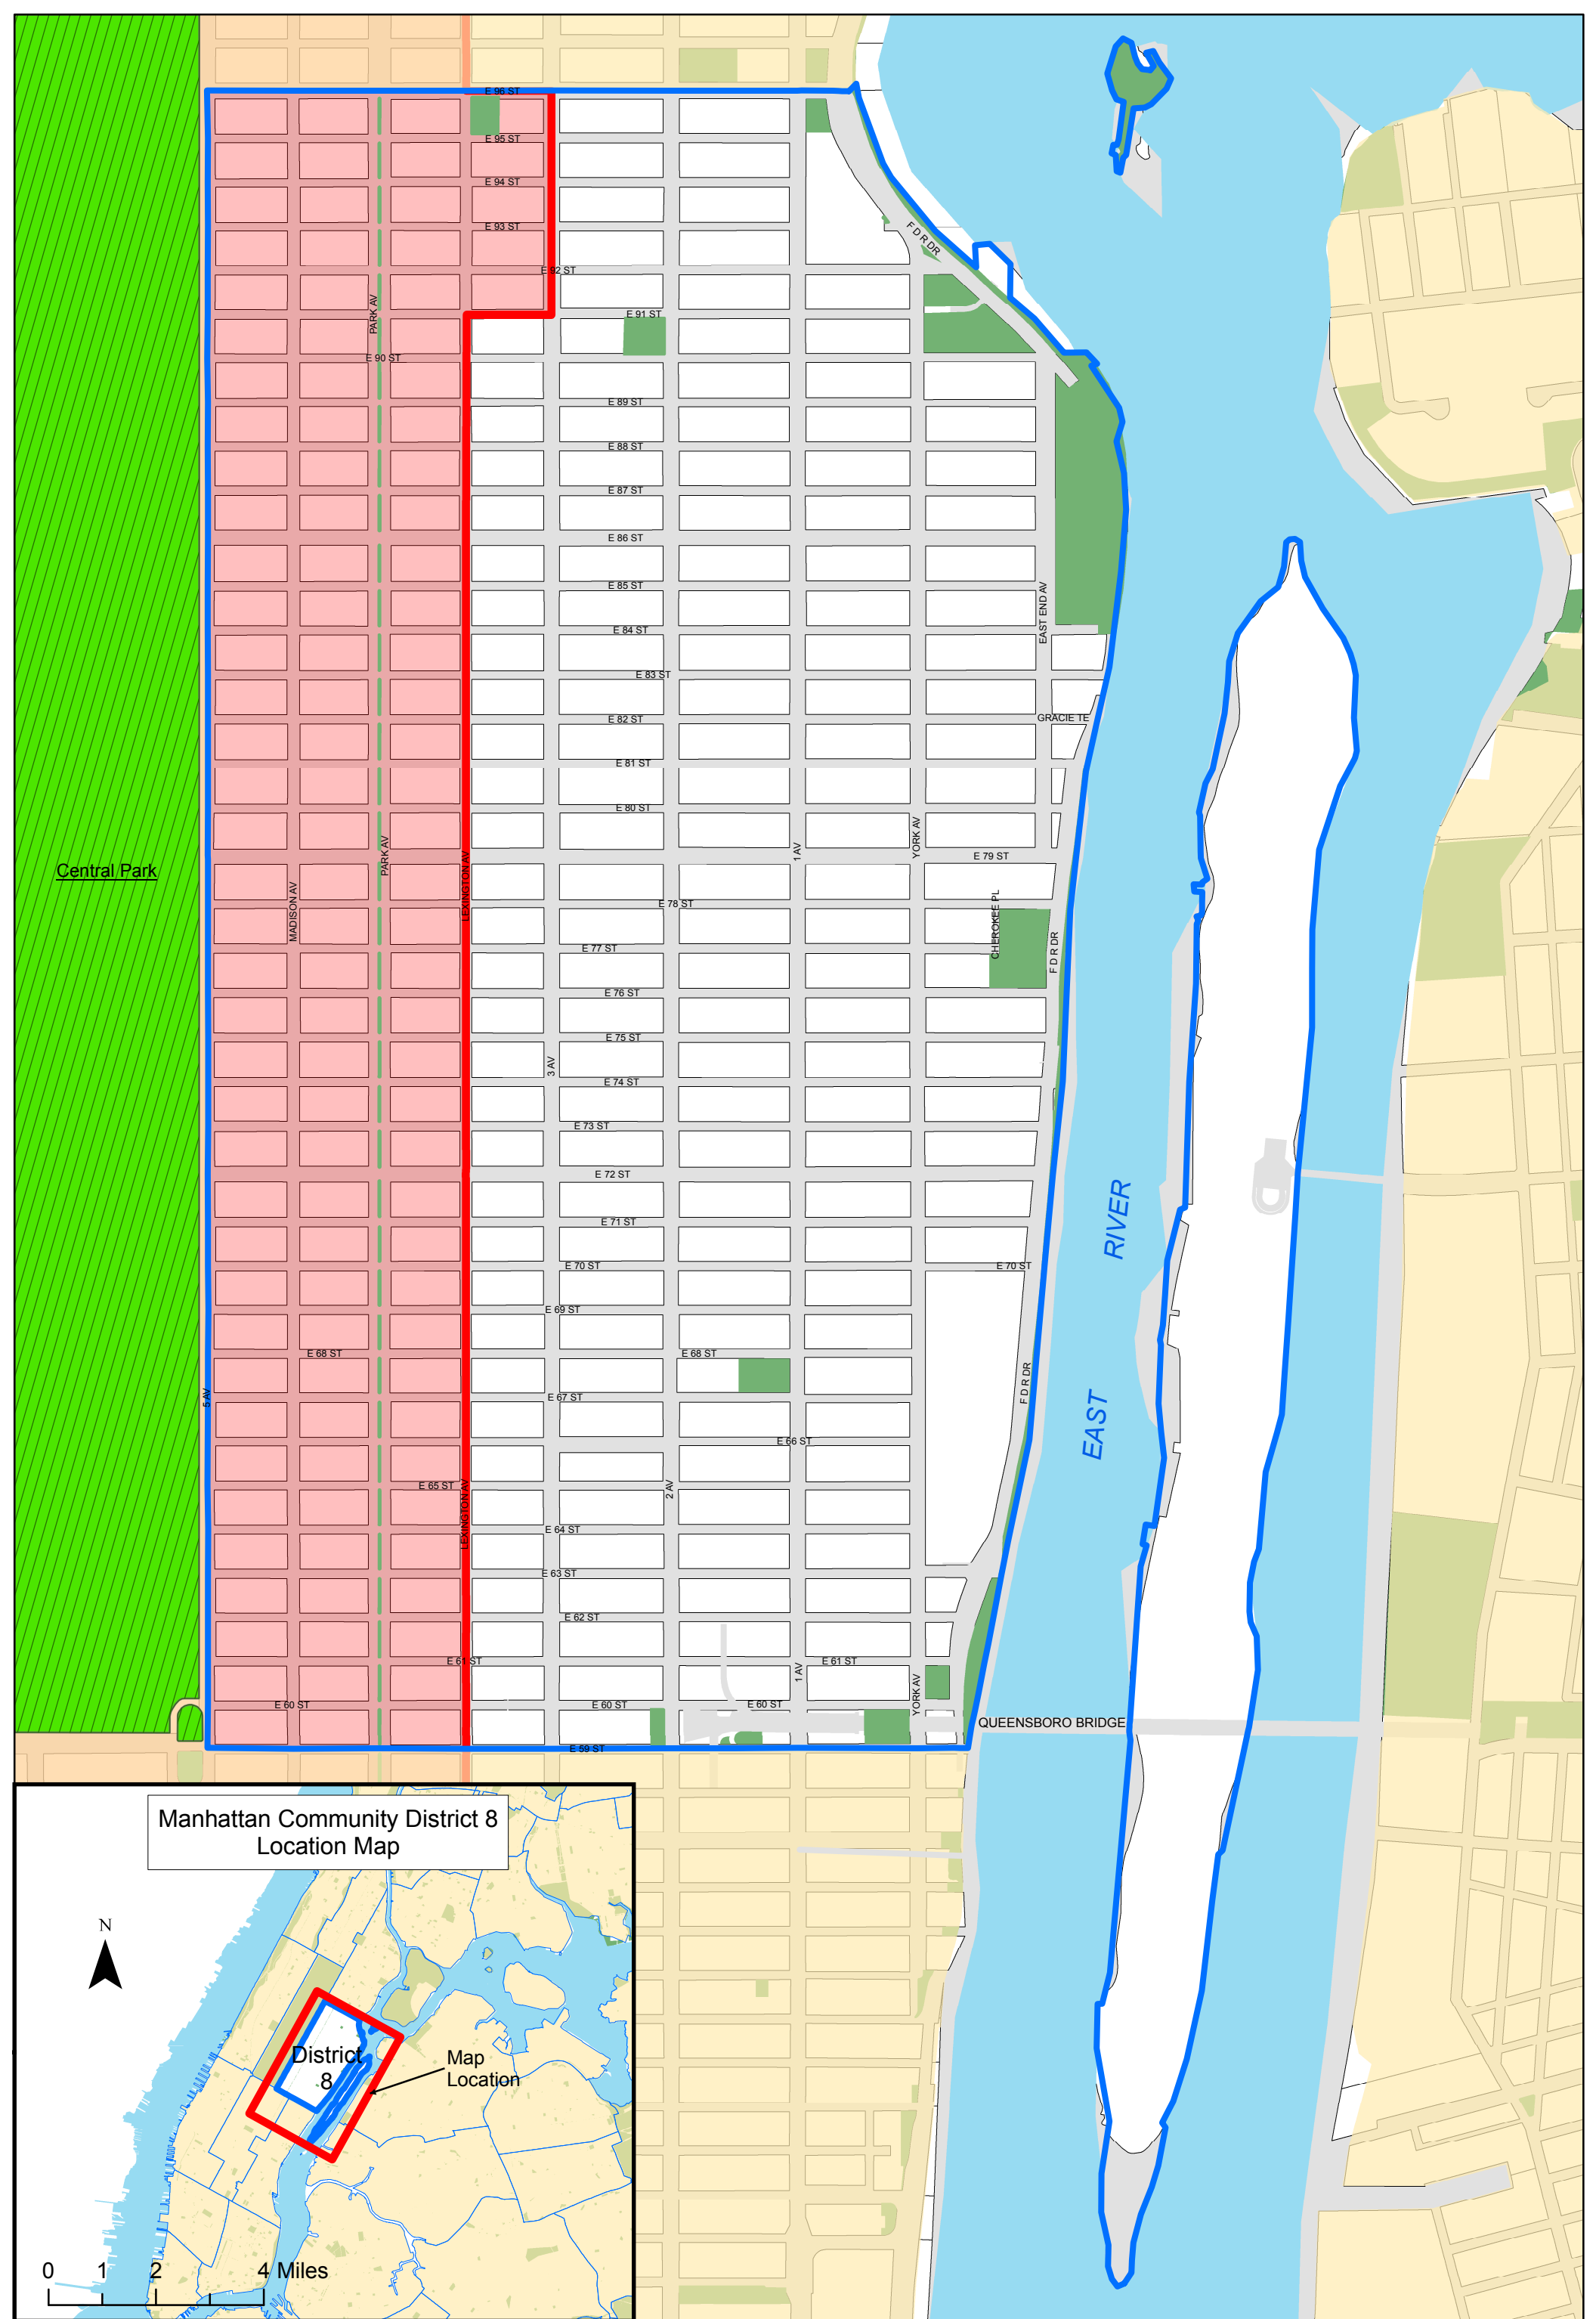 E 96 ST
E 95 ST
E 94 ST
E 93 ST
F D R DR
E 92 ST
PARK AV
E 91 ST
E 90 ST
E 89 ST
E 88 ST
E 87 ST
E 86 ST
E 85 ST
EAST END AV
E 84 ST
E 83 ST
E 82 ST
GRACIE TE
E 81 ST
E 80 ST
PARK AV
LEXINGTON AV
1 AV
YORK AV
E 79 ST
Central Park
MADISON AV
E 78 ST
CHEROKEE PL
E 77 ST
F D R DR
E 76 ST
E 75 ST
3 AV
E 74 ST
E 73 ST
E 72 ST
E 71 ST
EAST RIVER
E 70 ST
E 70 ST
E 69 ST
E 68 ST
E 68 ST
F D R DR
5 AV
E 67 ST
E 66 ST
E 65 ST
LEXINGTON AV
2 AV
E 64 ST
E 63 ST
E 62 ST
E 61 ST
1 AV
E 61 ST
YORK AV
E 60 ST
E 60 ST
E 60 ST
QUEENSBORO BRIDGE
E 59 ST
Manhattan Community District 8
Location Map
N
District
8
Map
Location
0 1 2 4 Miles